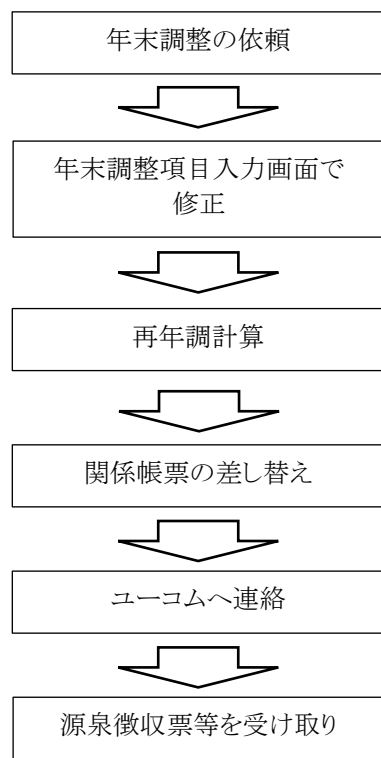 年末調整の依頼
年末調整項目入力画面で
修正
再年調計算
関係帳票の差し替え
ユーコムへ連絡
源泉徴収票等を受け取り